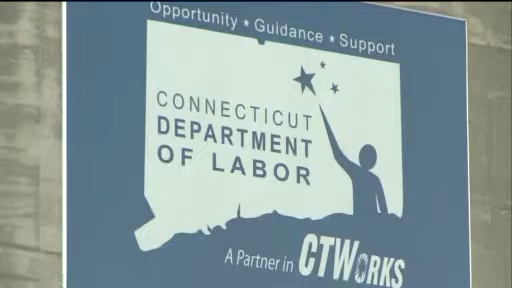 Opportunity ★ Guidance ★ Support
CONNECTICUT
DEPARTMENT
OF LABOR
A Partner in CTWORKS